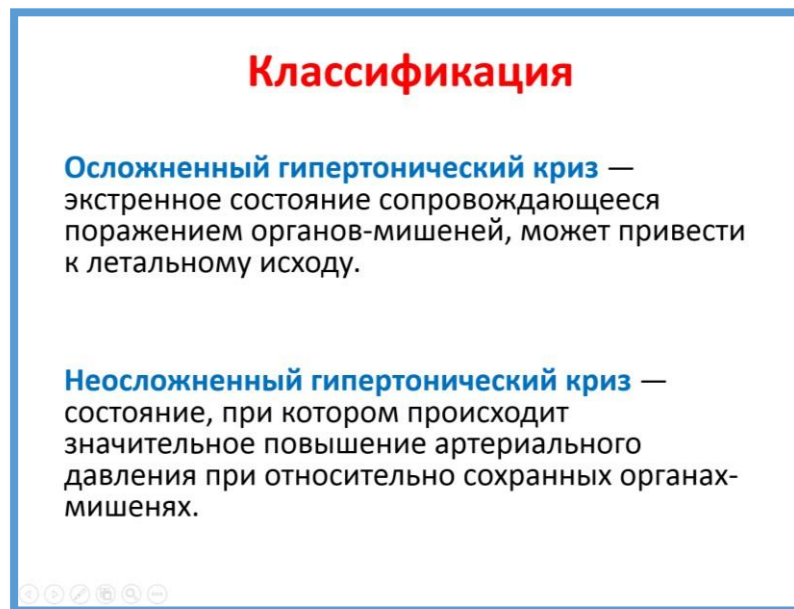 Классификация
Осложненный гипертонический криз —
экстренное состояние сопровождающееся
поражением органов-мишеней, может привести
к летальному исходу.
Неосложненный гипертонический криз —
состояние, при котором происходит
значительное повышение артериального
давления при относительно сохранных органах-
мишенях.